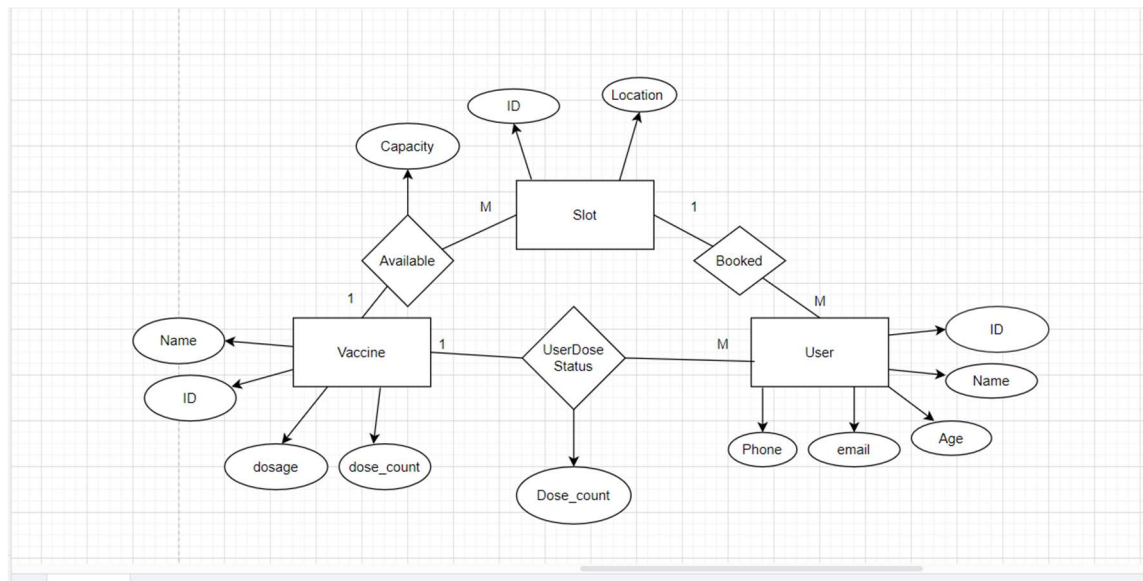 ID
Location
Capacity
M
Slot
1
Available
Booked
1
M
Name
Vaccine
1
UserDose
Status
M
User
ID
Name
ID
dosage
dose_count
Phone
email
Age
Dose_count